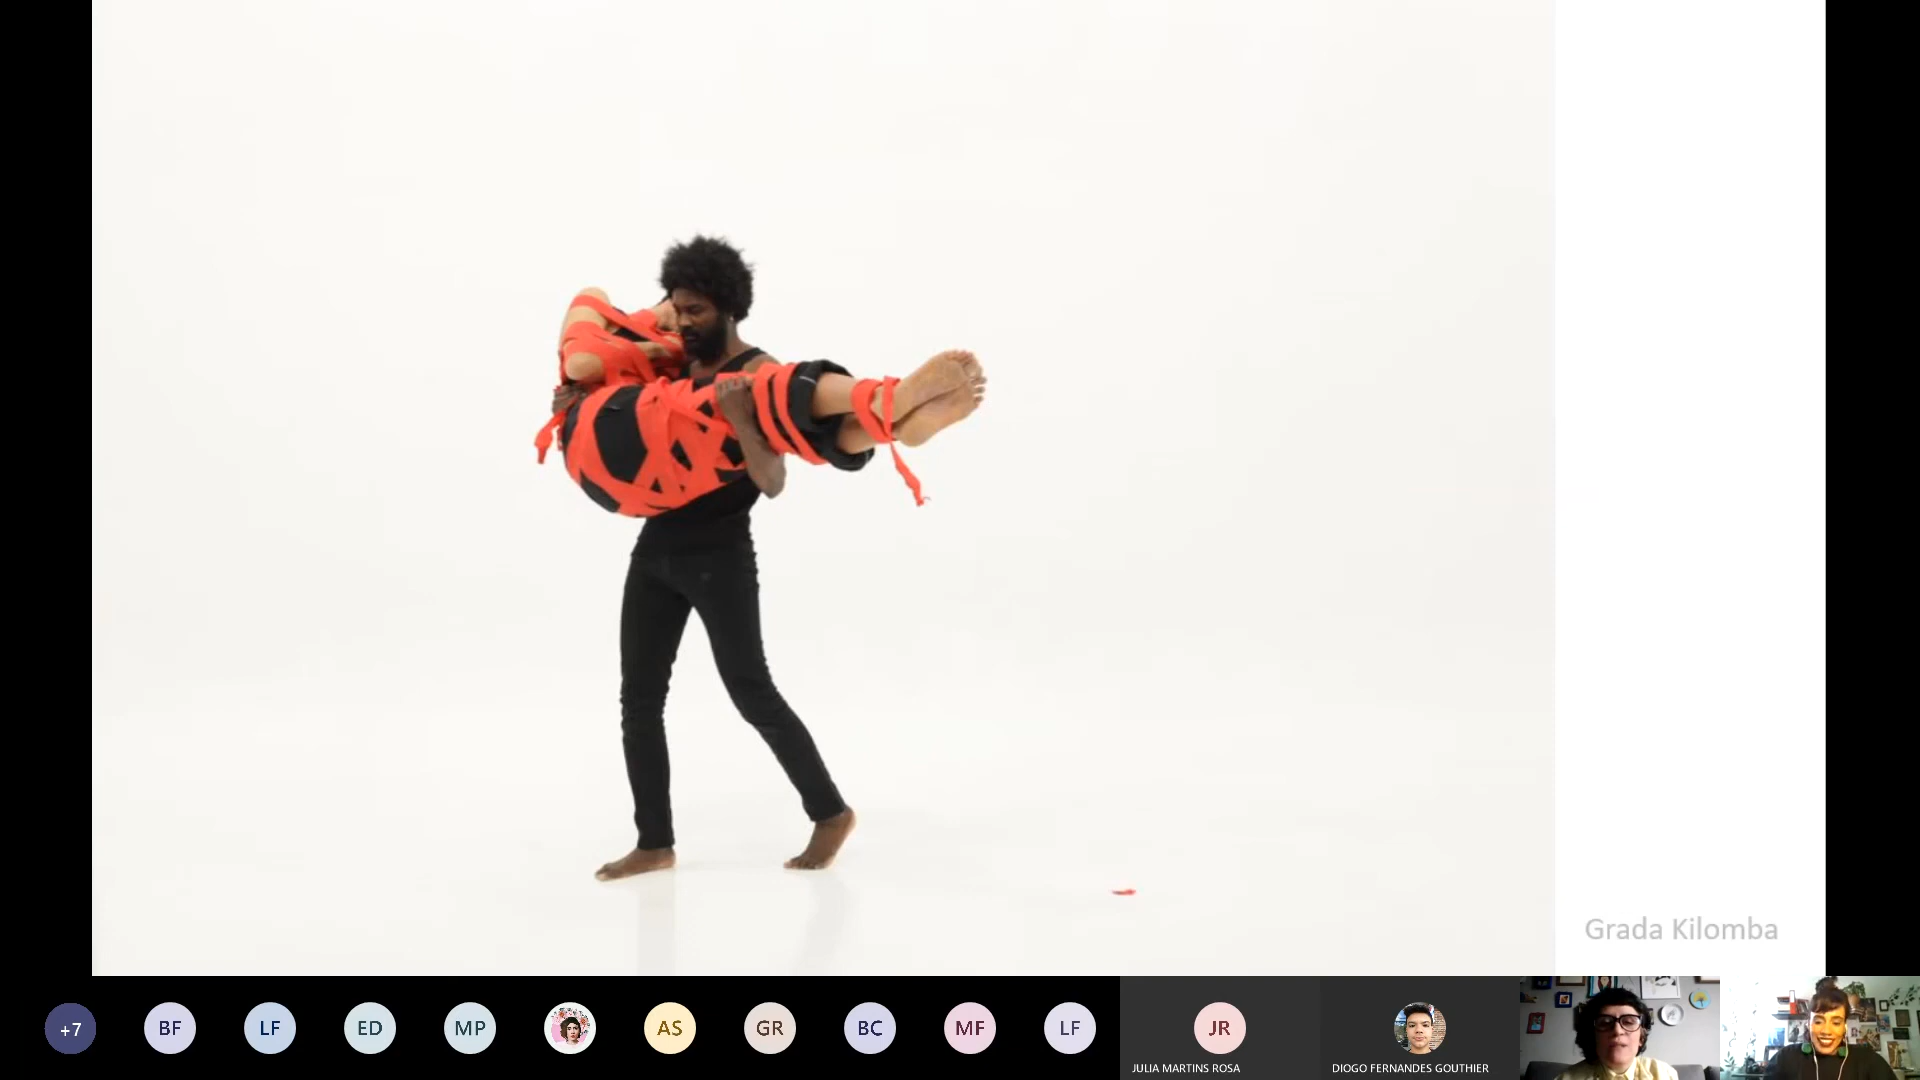 Grada Kilomba
+7
BF
LF
ED
MP
AS
GR
BC
MF
LF
JR
JULIA MARTINS ROSA
DIOGO FERNANDES GOUTHIER